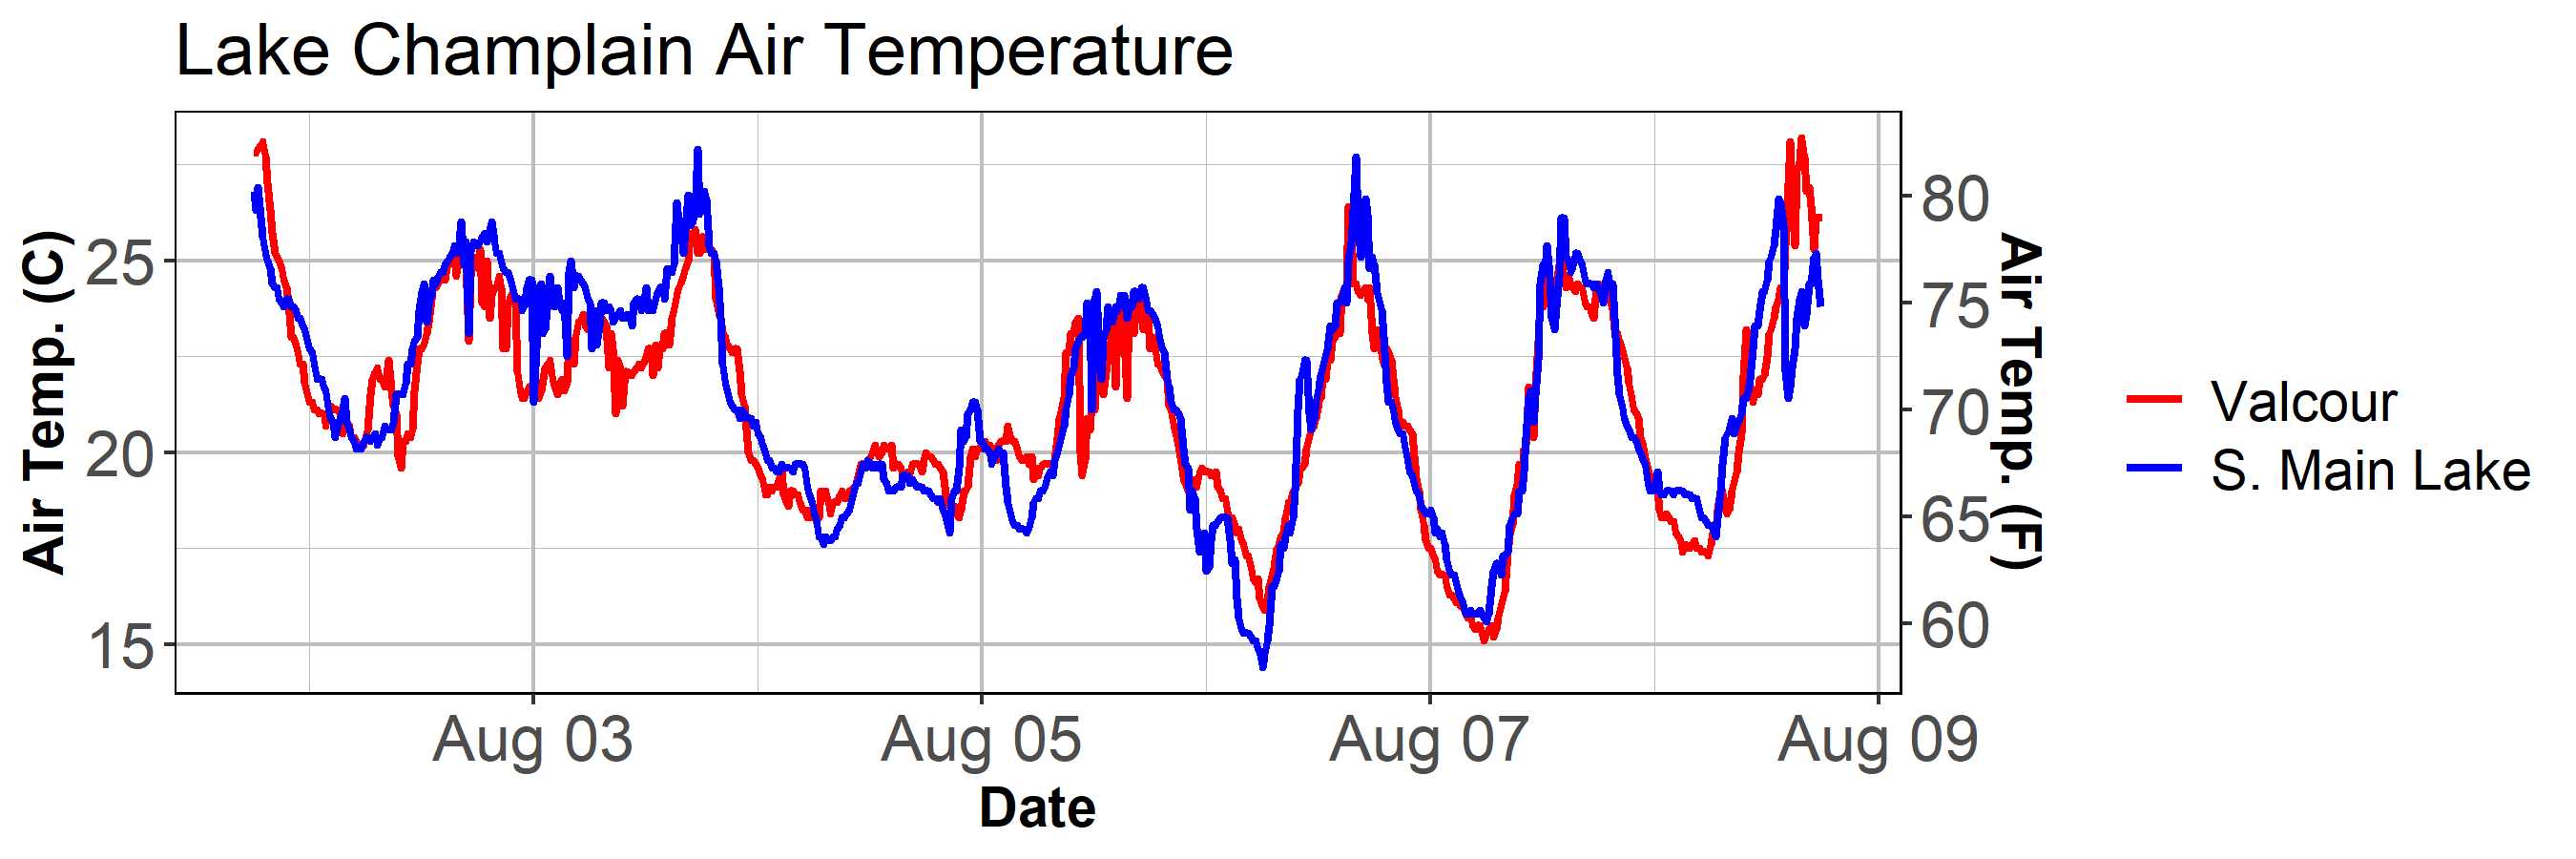 Lake Champlain Air Temperature
Air Temp. (C)
25
20
15
80
75
70
65
60
Air Temp. (F)
Aug 03
Aug 05
Aug 07
Aug 09
Date
Valcour
S. Main Lake